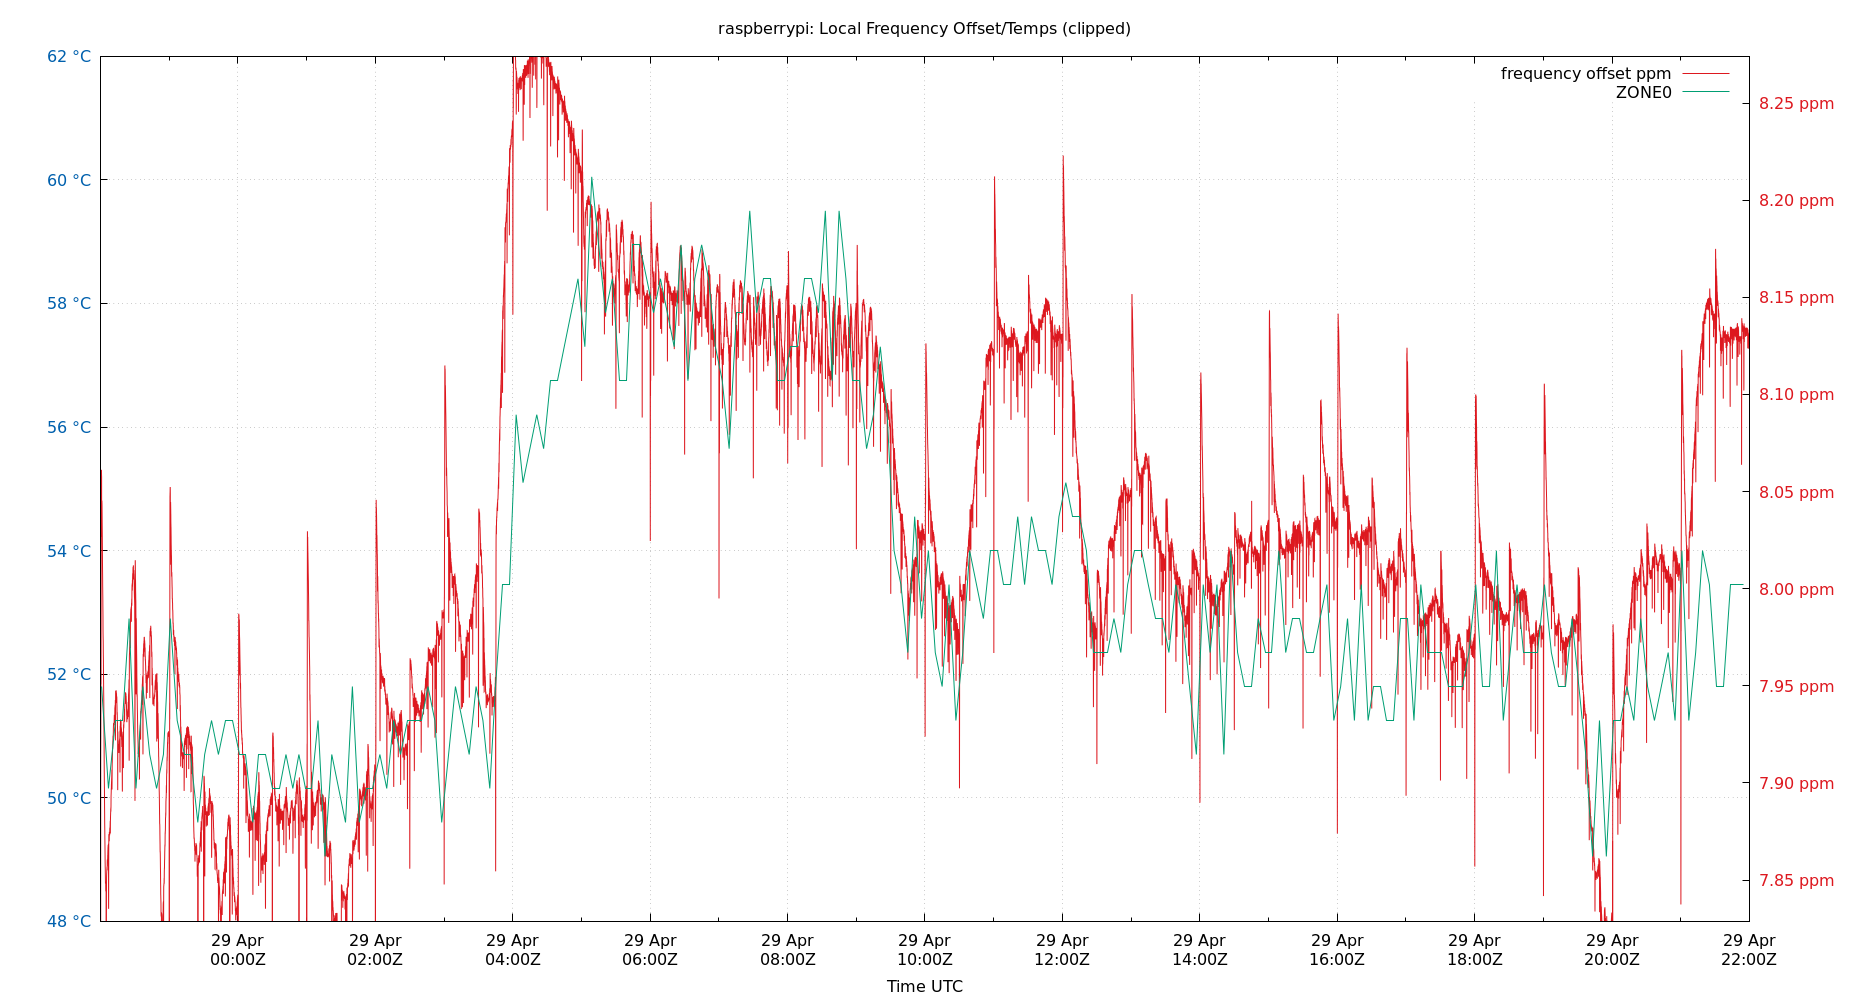 raspberrypi: Local Frequency Offset/Temps (clipped)
frequency offset ppm
ZONE0
62 °C
60 °C
58 °C
56 °C
54 °C
52 °C
50 °C
48 °C
8.25 ppm
8.20 ppm
8.15 ppm
8.10 ppm
8.05 ppm
8.00 ppm
7.95 ppm
7.90 ppm
7.85 ppm
29 Apr
00:00Z
29 Apr
02:00Z
29 Apr
04:00Z
29 Apr
06:00Z
29 Apr
08:00Z
29 Apr
10:00Z
29 Apr
12:00Z
29 Apr
14:00Z
29 Apr
16:00Z
29 Apr
18:00Z
29 Apr
20:00Z
29 Apr
22:00Z
Time UTC